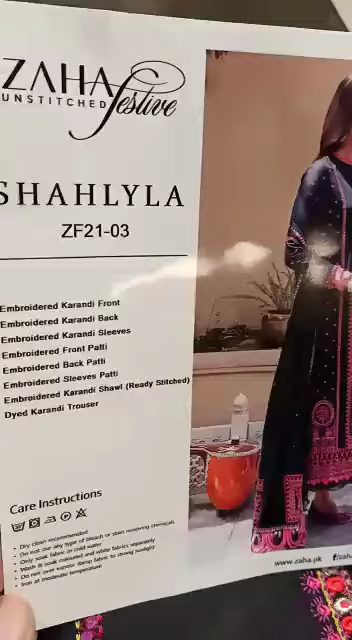 ZAHA
UNSTITCHED festive
SHAHLYLA
ZF21-03
Embroidered Karandi Front
Embroidered Karandi Back
Embroidered Karandi Sleeves
Embroidered Front Patti
Embroidered Back Patti
Embroidered Sleeves Patti
Embroidered Karandi Shawl (Ready Stitched)
Dyed Karandi Trouser
Care Instructions
• Dry clean recommended
• Do not use any type of bleach or stain removing chemicals
• Only soak fabric in cold water
• Wash & soak coloured and white fabrics separately
• Do not over expose damp fabric to strong sunlight
• Iron at moderate temperature
www.zaha.pk f/zaha